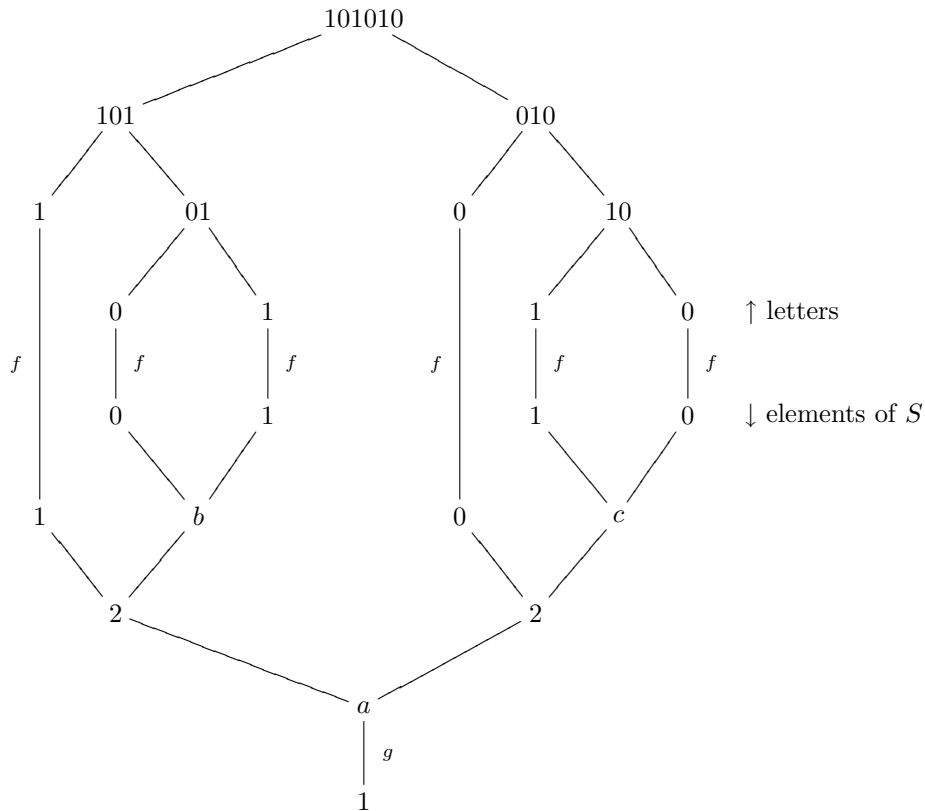 101010
101 010
1 01 0 10
0 1 1 0 ↑ letters
f f f f f f
0 1 1 0 ↓ elements of S
1 b 0 c
2 2
a
g
1